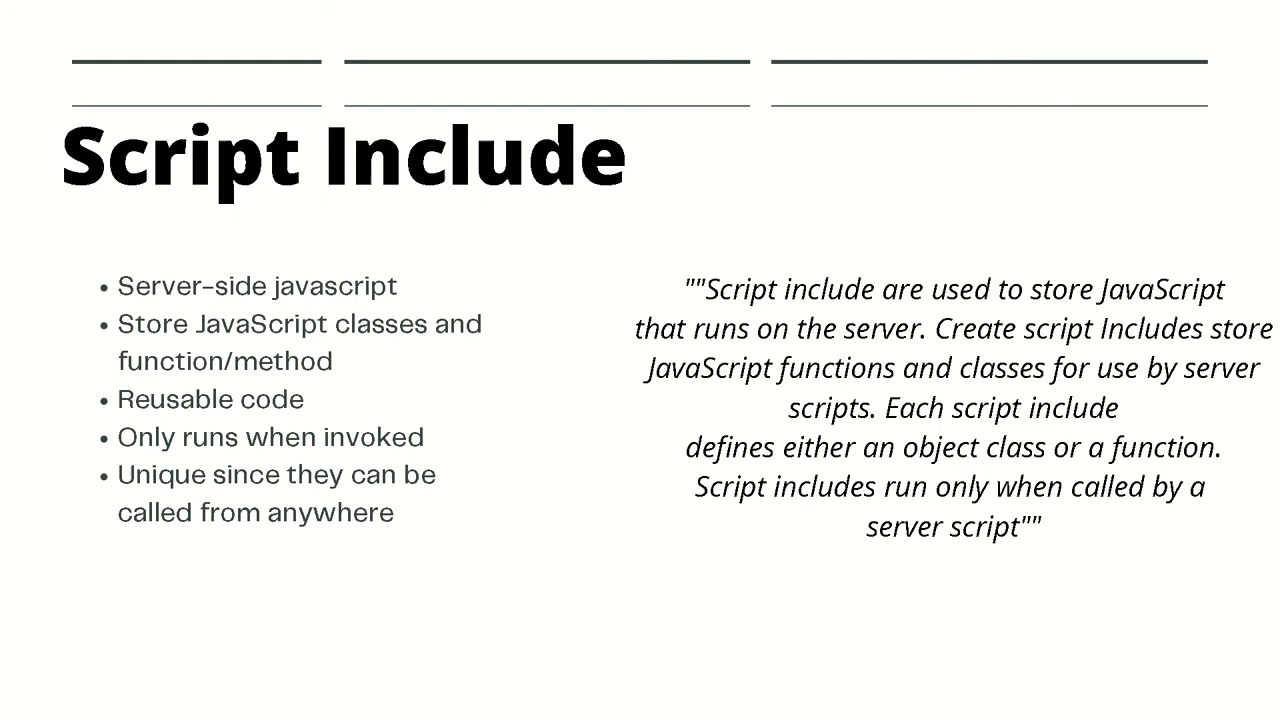 Script Include
• Server-side javascript
• Store JavaScript classes and
function/method
• Reusable code
• Only runs when invoked
• Unique since they can be
called from anywhere
""Script include are used to store JavaScript
that runs on the server. Create script Includes store
JavaScript functions and classes for use by server
scripts. Each script include
defines either an object class or a function.
Script includes run only when called by a
server script""